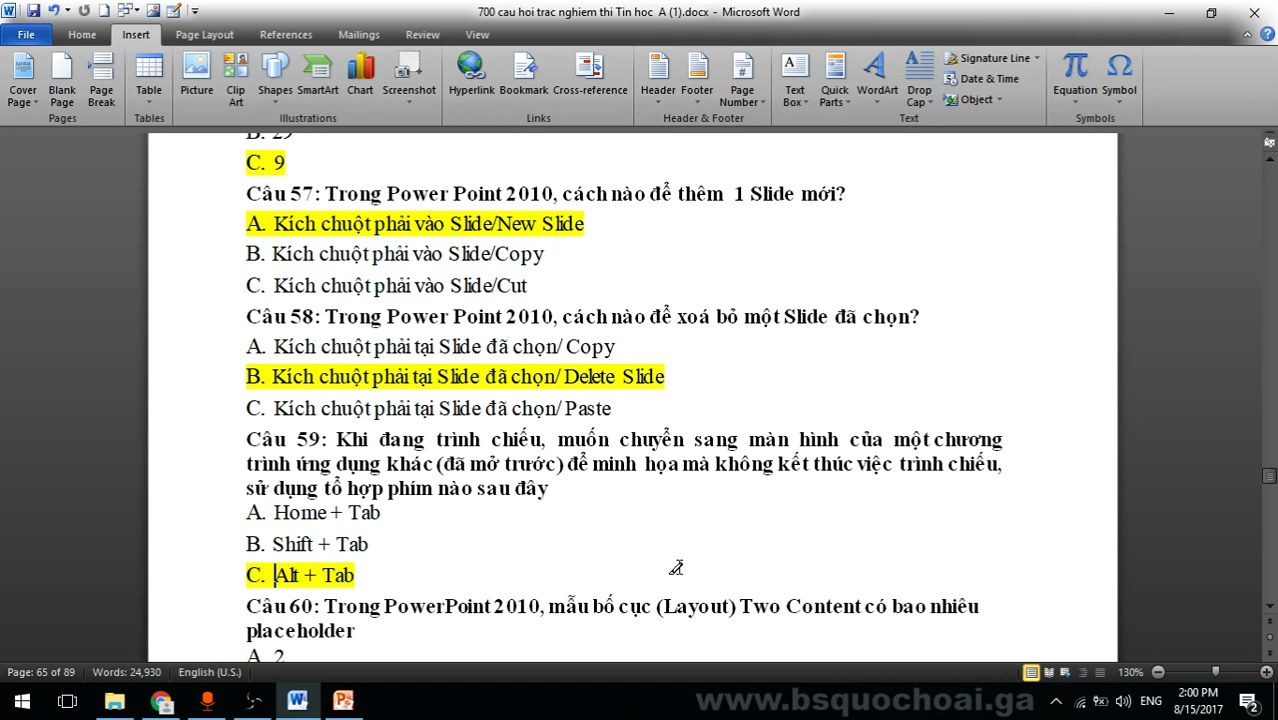 700 cau hoi trac nghiem thi Tin hoc A (1).docx - Microsoft Word
File Home Insert Page Layout References Mailings Review View
Cover Page Blank Page Page Break Table Picture Clip Art Shapes SmartArt Chart Screenshot Hyperlink Bookmark Cross-reference Header Footer Page Number Text Box Quick Parts WordArt Drop Cap Signature Line Date & Time Object Equation Symbol
Pages Tables Illustrations Links Header & Footer Text Symbols
B. 29
C. 9
Câu 57: Trong Power Point 2010, cách nào để thêm 1 Slide mới?
A. Kích chuột phải vào Slide/New Slide
B. Kích chuột phải vào Slide/Copy
C. Kích chuột phải vào Slide/Cut
Câu 58: Trong Power Point 2010, cách nào để xoá bỏ một Slide đã chọn?
A. Kích chuột phải tại Slide đã chọn/ Copy
B. Kích chuột phải tại Slide đã chọn/ Delete Slide
C. Kích chuột phải tại Slide đã chọn/ Paste
Câu 59: Khi đang trình chiếu, muốn chuyển sang màn hình của một chương
trình ứng dụng khác (đã mở trước) để minh họa mà không kết thúc việc trình chiếu,
sử dụng tổ hợp phím nào sau đây
A. Home + Tab
B. Shift + Tab
C. Alt + Tab
Câu 60: Trong PowerPoint 2010, mẫu bố cục (Layout) Two Content có bao nhiêu
placeholder
A. 2
Page: 65 of 89 Words: 24,930 English (U.S.) 130%
www.bsquochoai.ga
ENG 2:00 PM
8/15/2017 2